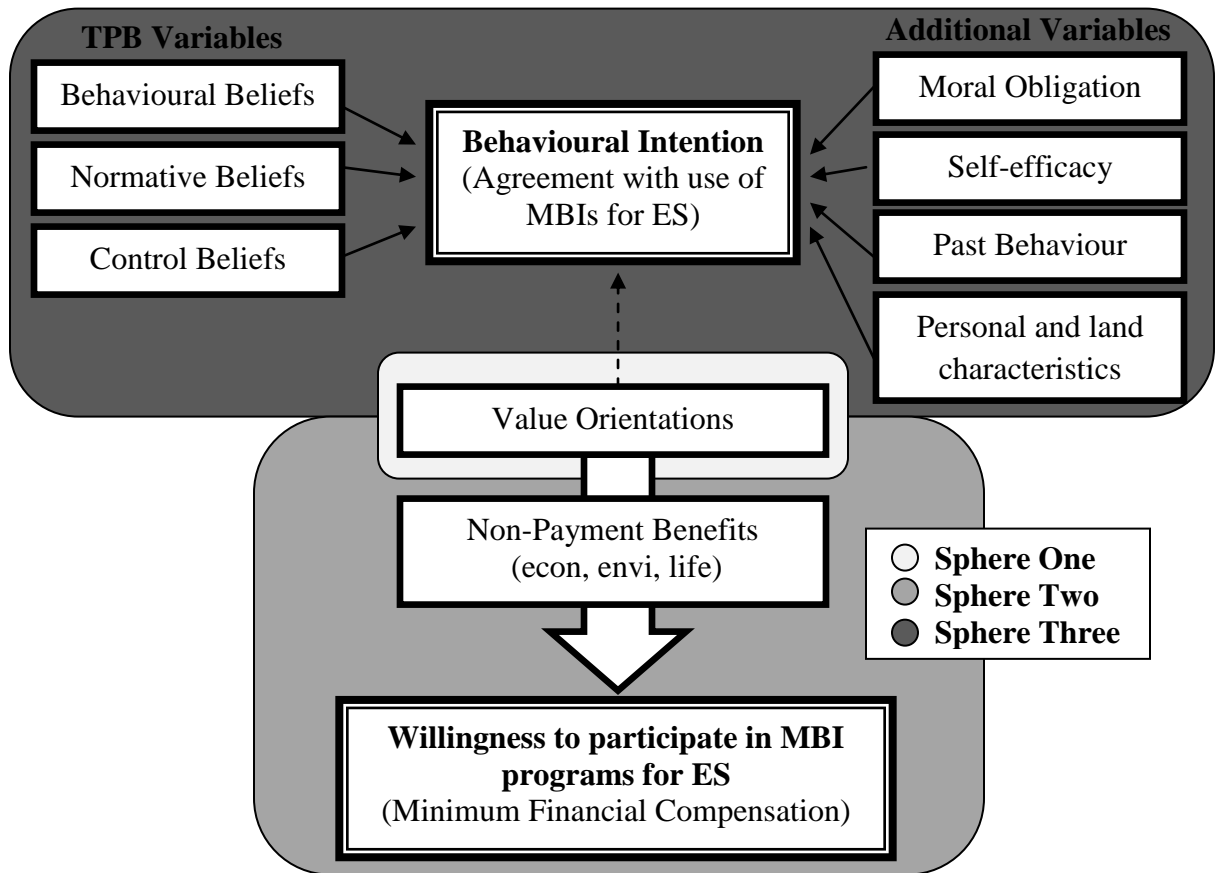 TPB Variables
Behavioural Beliefs
Normative Beliefs
Control Beliefs
Behavioural Intention
(Agreement with use of
MBIs for ES)
Additional Variables
Moral Obligation
Self-efficacy
Past Behaviour
Personal and land
characteristics
Value Orientations
Non-Payment Benefits
(econ, envi, life)
Willingness to participate in MBI
programs for ES
(Minimum Financial Compensation)
Sphere One
Sphere Two
Sphere Three